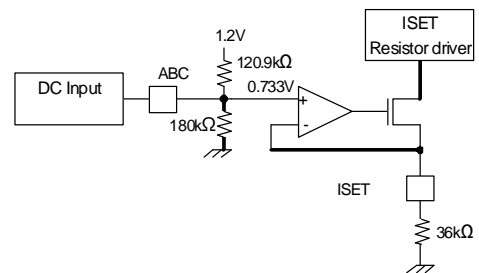 ISET
Resistor driver
1.2V
120.9kΩ
DC Input
ABC
0.733V
+
-
180kΩ
ISET
36kΩ